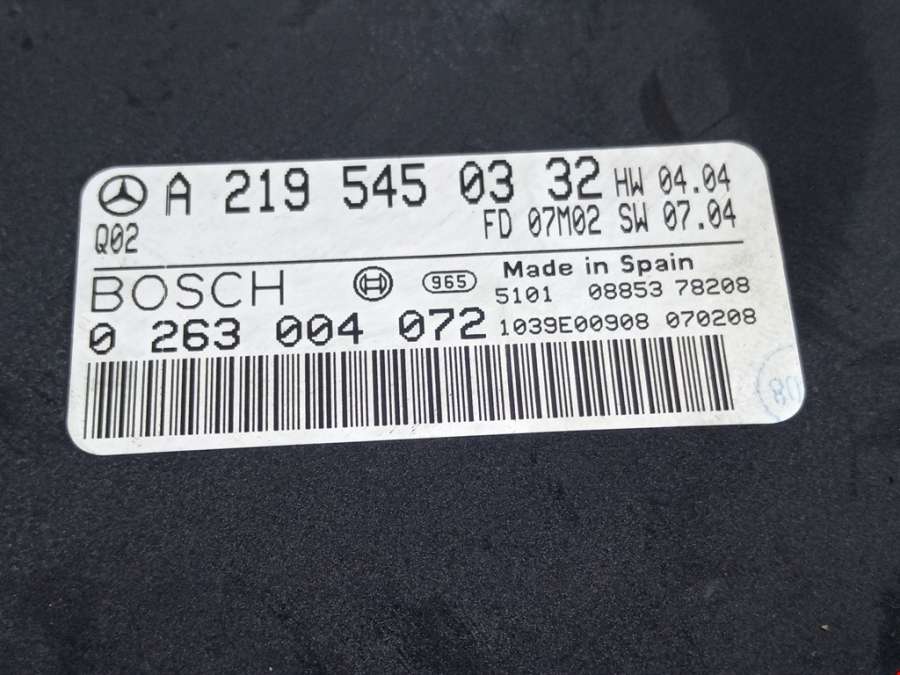 A 219 545 03 32 HW 04.04
Q02 FD 07M02 SW 07.04
BOSCH 965 Made in Spain
5101 08853 78208
0 263 004 072 1039E00908 070208
80